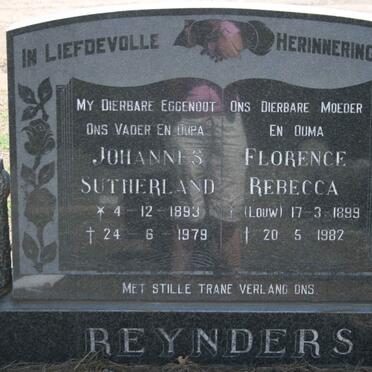 IN LIEFDEVOLLE HERINNERING
MY DIERBARE EGGENOOT
ONS VADER EN OUPA
JOHANNES
SUTHERLAND
* 4-12-1893
† 24-6-1979
ONS DIERBARE MOEDER
EN OUMA
FLORENCE
REBECCA
(LOUW) 17-3-1899
† 20 5 1982
MET STILLE TRANE VERLANG ONS
REYNDERS